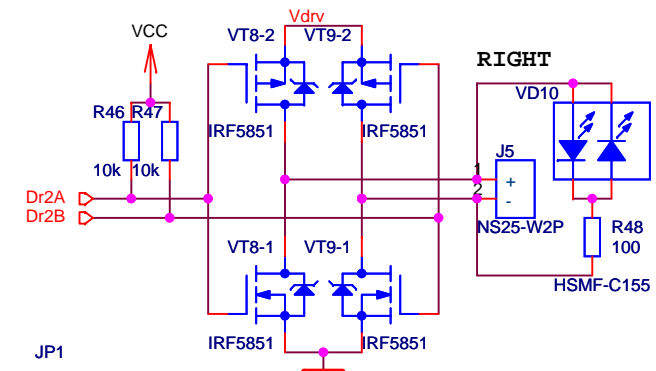 Vdrv
VCC
VT8-2
VT9-2
RIGHT
VD10
R46
R47
IRF5851
IRF5851
J5
10k
10k
1
+
Dr2A
2
-
Dr2B
NS25-W2P
R48
100
VT8-1
VT9-1
HSMF-C155
IRF5851
IRF5851
JP1